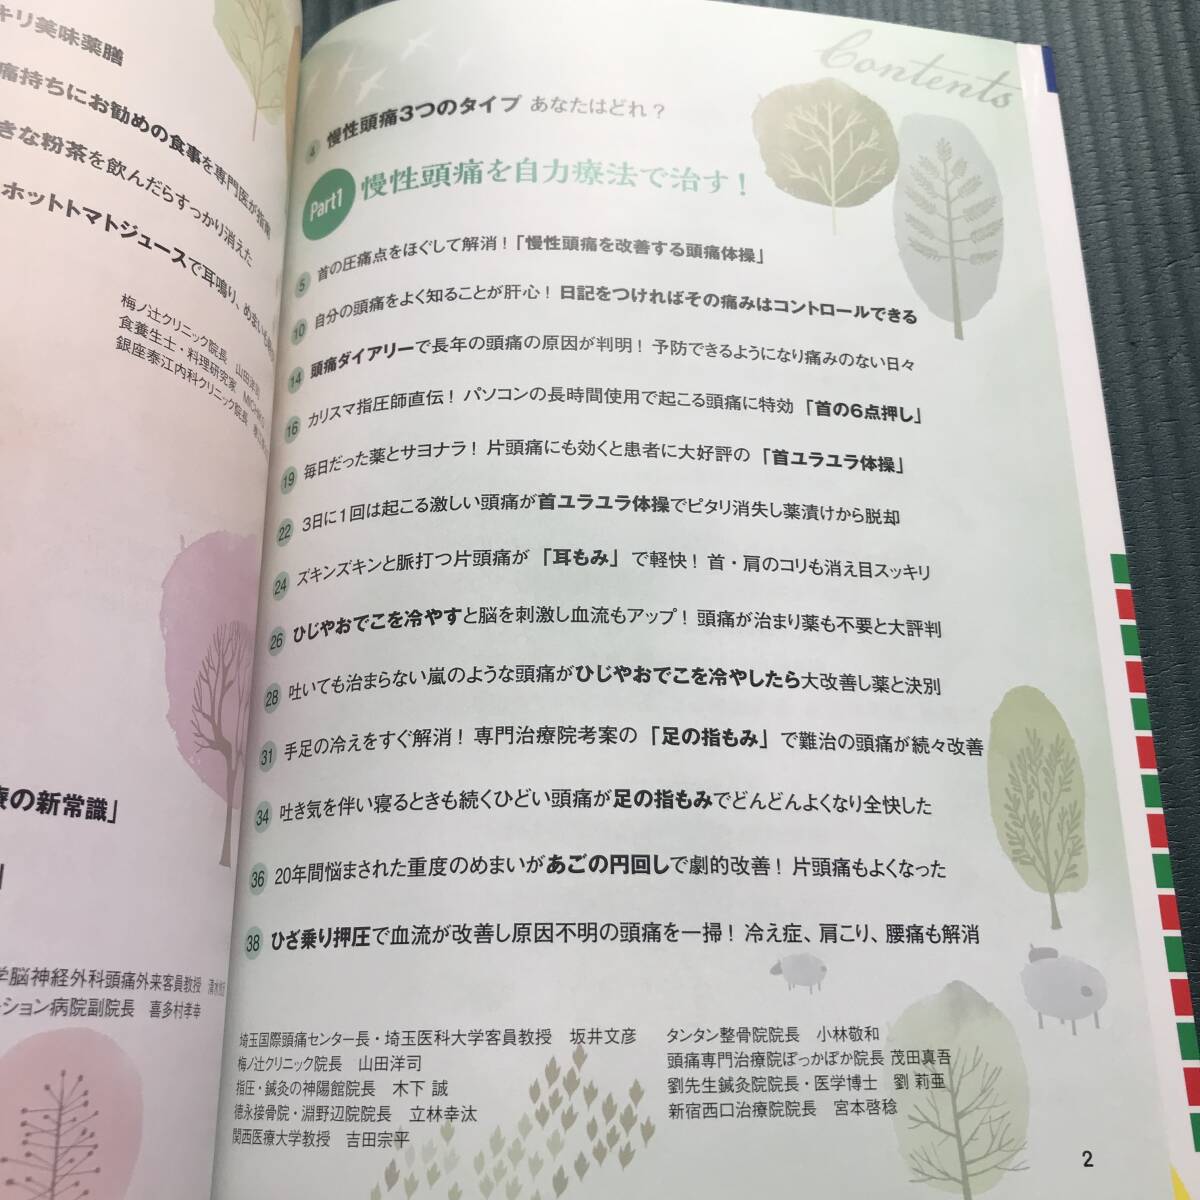 キリ美味薬膳
痛持ちにお勧めの食事を専門医が指南
きな粉茶を飲んだらすっかり消えた
ホットトマトジュースで耳鳴り、めまいも
梅ノ辻クリニック院長 山田洋司
食養生士・料理研究家
銀座泰江内科クリニック院長
療の新常識」
学脳神経外科頭痛外来客員教授
ーション病院副院長 喜多村孝幸
Contents
4 慢性頭痛3つのタイプ あなたはどれ？
Part1 慢性頭痛を自力療法で治す！
5 首の圧痛点をほぐして解消！「慢性頭痛を改善する頭痛体操」
10 自分の頭痛をよく知ることが肝心！ 日記をつければその痛みはコントロールできる
14 頭痛ダイアリーで長年の頭痛の原因が判明！ 予防できるようになり痛みのない日々
16 カリスマ指圧師直伝！ パソコンの長時間使用で起こる頭痛に特効「首の6点押し」
19 毎日だった薬とサヨナラ！ 片頭痛にも効くと患者に大好評の「首ユラユラ体操」
22 3日に1回は起こる激しい頭痛が首ユラユラ体操でピタリ消失し薬漬けから脱却
24 ズキンズキンと脈打つ片頭痛が「耳もみ」で軽快！ 首・肩のコリも消え目スッキリ
26 ひじやおでこを冷やすと脳を刺激し血流もアップ！ 頭痛が治まり薬も不要と大評判
28 吐いても治まらない嵐のような頭痛がひじやおでこを冷やしたら大改善し薬と決別
31 手足の冷えをすぐ解消！ 専門治療院考案の「足の指もみ」で難治の頭痛が続々改善
34 吐き気を伴い寝るときも続くひどい頭痛が足の指もみでどんどんよくなり全快した
36 20年間悩まされた重度のめまいがあごの円回しで劇的改善！ 片頭痛もよくなった
38 ひざ乗り押圧で血流が改善し原因不明の頭痛を一掃！ 冷え症、肩こり、腰痛も解消
埼玉国際頭痛センター長・埼玉医科大学客員教授 坂井文彦
梅ノ辻クリニック院長 山田洋司
指圧・鍼灸の神陽館院長 木下 誠
徳永接骨院・淵野辺院院長 立林幸汰
関西医療大学教授 吉田宗平
タンタン整骨院院長 小林敬和
頭痛専門治療院ぽっかぽか院長 茂田真吾
劉先生鍼灸院院長・医学博士 劉 莉亜
新宿西口治療院院長 宮本啓稔
2